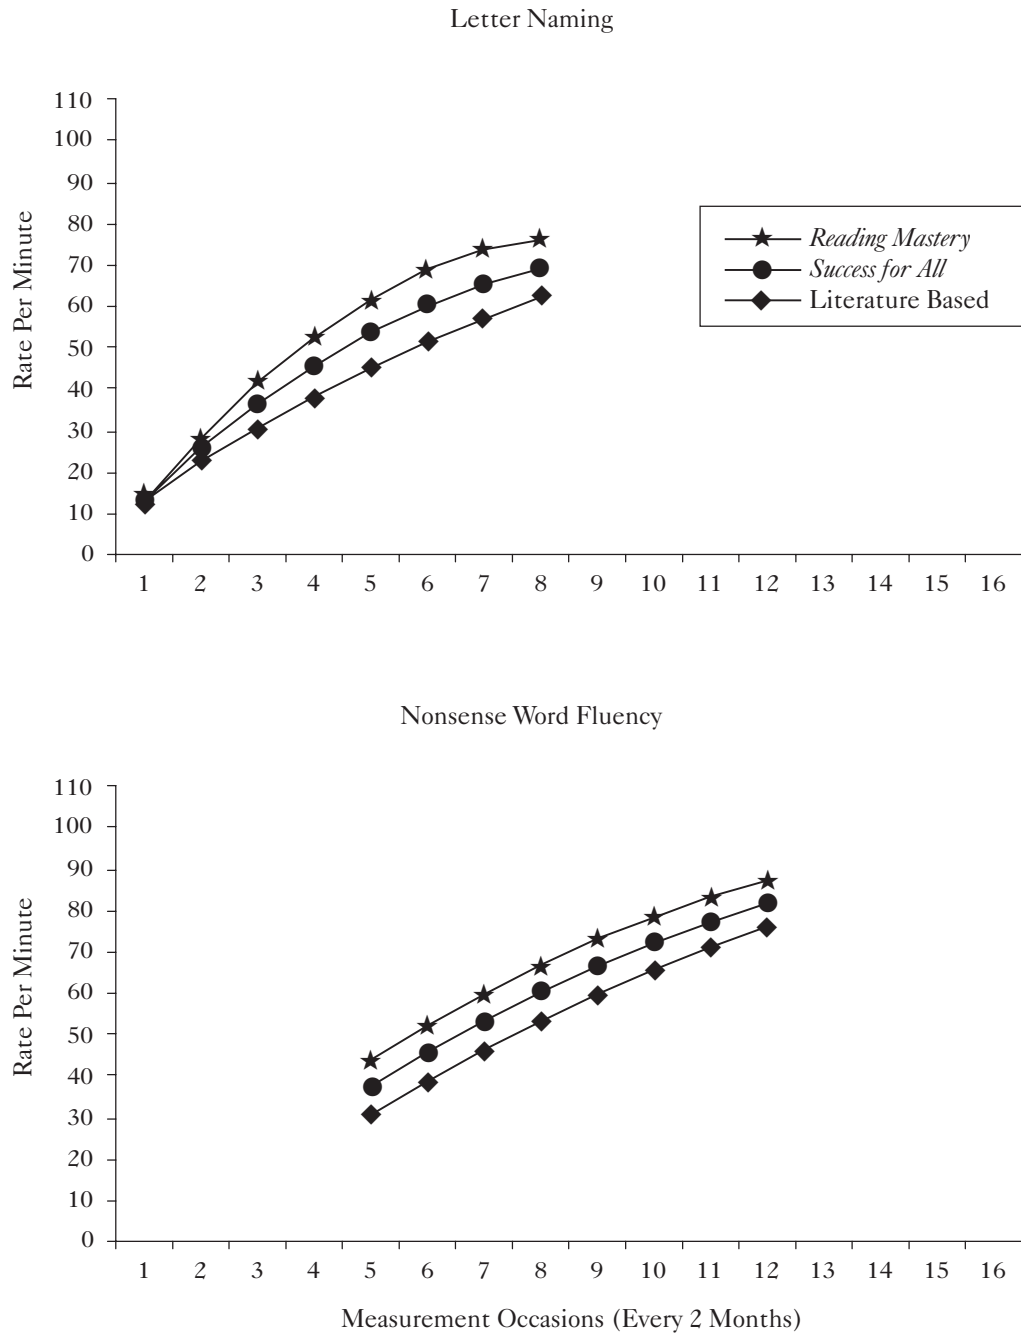 Letter Naming
110
100
90
80
70
60
50
40
30
20
10
0
Rate Per Minute
Reading Mastery
Success for All
Literature Based
1 2 3 4 5 6 7 8 9 10 11 12 13 14 15 16
Nonsense Word Fluency
110
100
90
80
70
60
50
40
30
20
10
0
Rate Per Minute
1 2 3 4 5 6 7 8 9 10 11 12 13 14 15 16
Measurement Occasions (Every 2 Months)